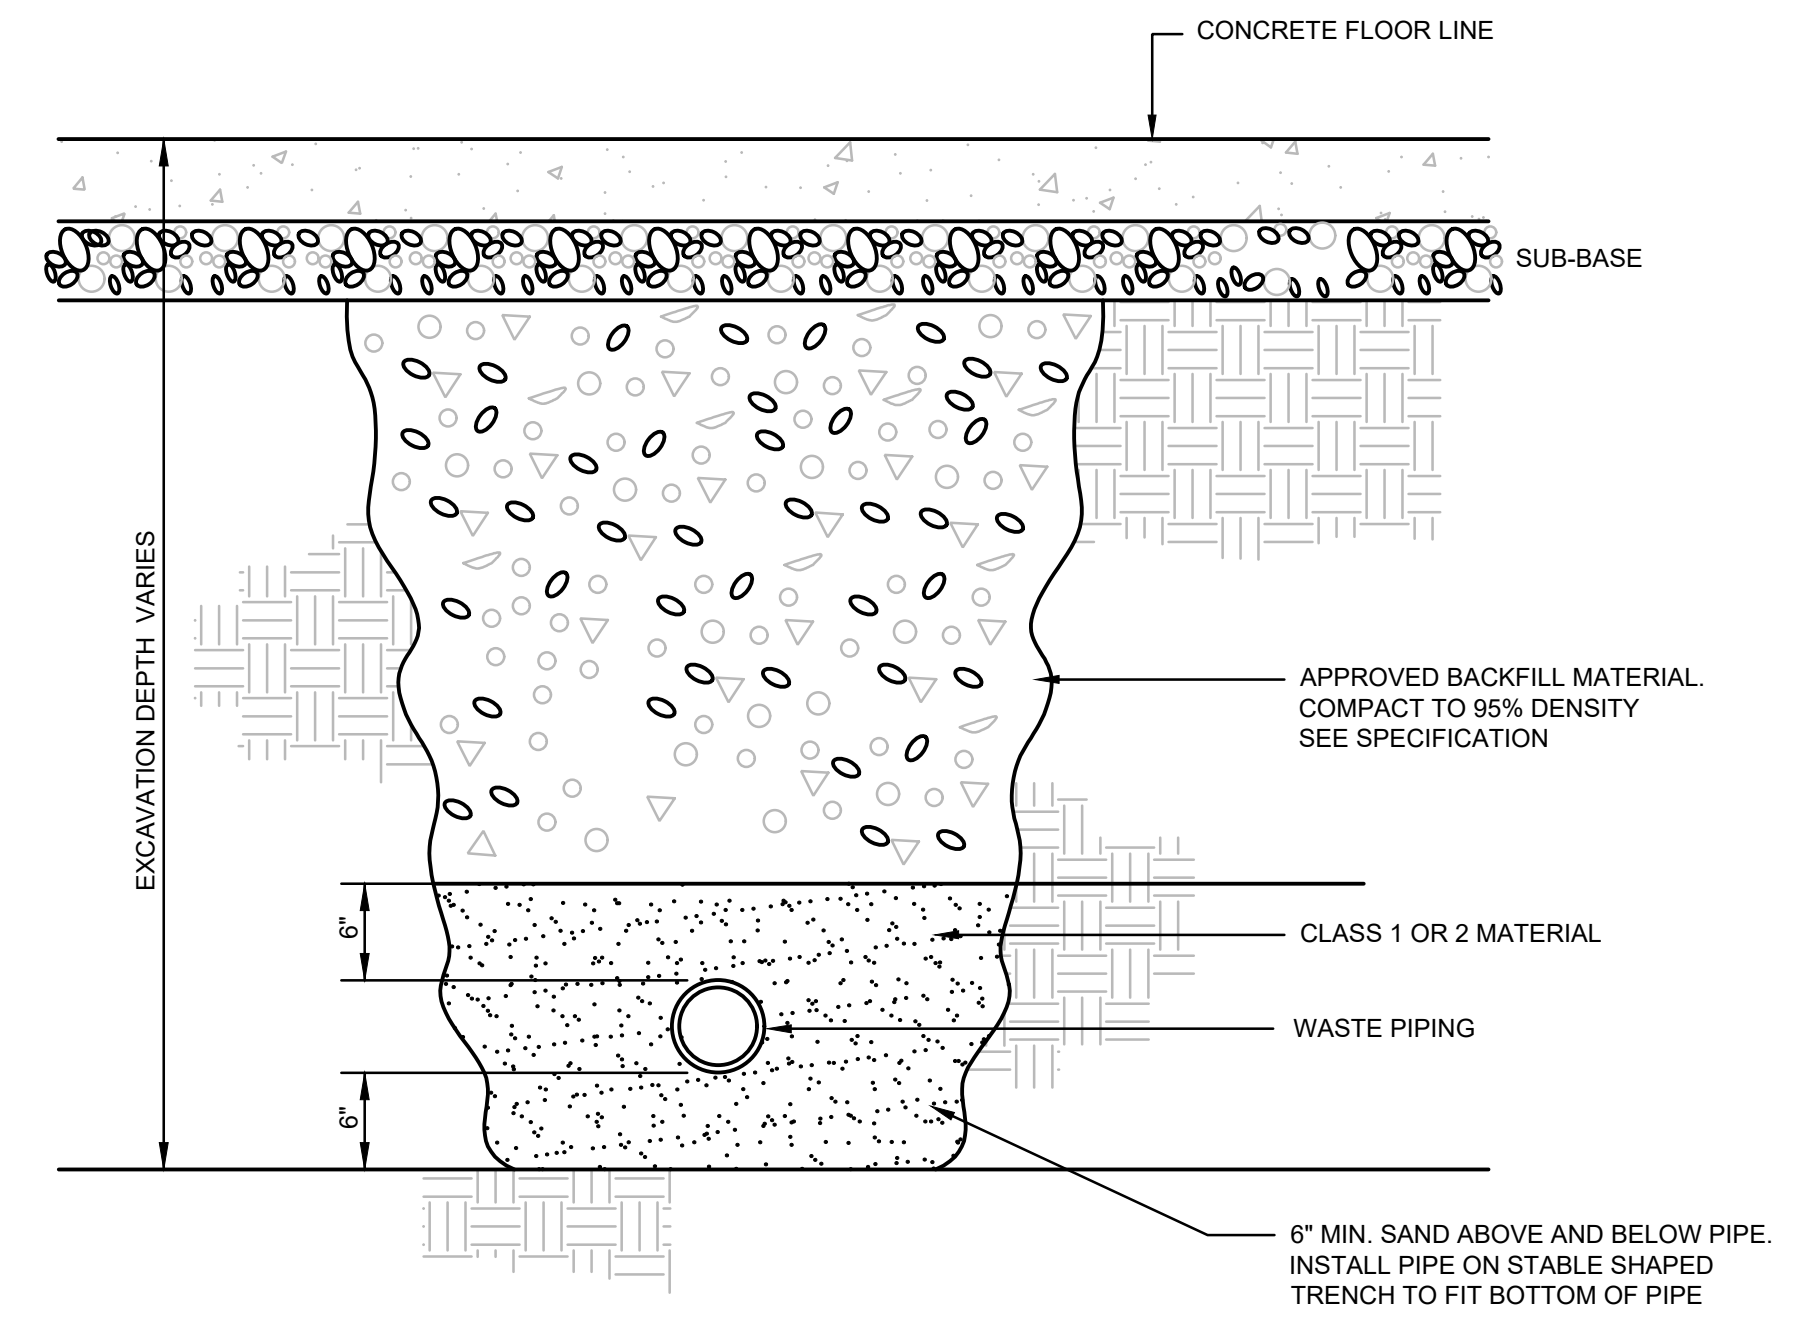 CONCRETE FLOOR LINE
SUB-BASE
EXCAVATION DEPTH VARIES
APPROVED BACKFILL MATERIAL.
COMPACT TO 95% DENSITY
SEE SPECIFICATION
6"
CLASS 1 OR 2 MATERIAL
WASTE PIPING
6"
6" MIN. SAND ABOVE AND BELOW PIPE.
INSTALL PIPE ON STABLE SHAPED
TRENCH TO FIT BOTTOM OF PIPE